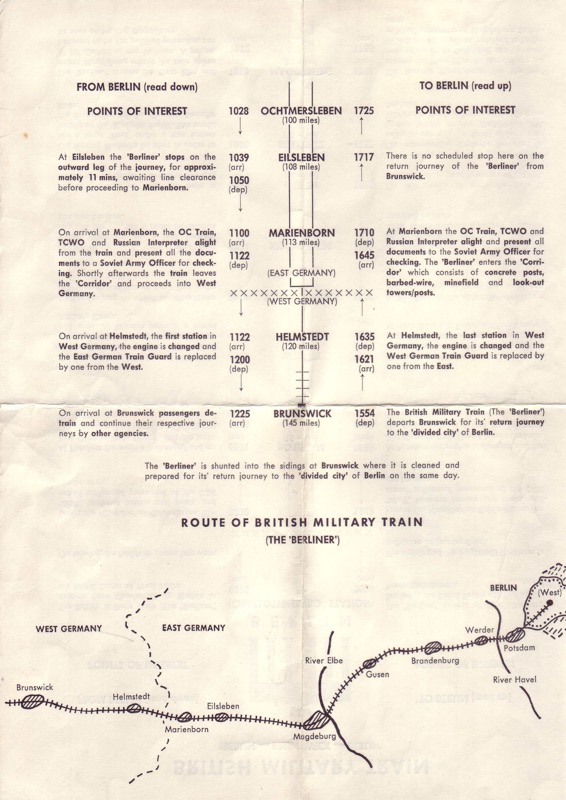 FROM BERLIN (read down)
TO BERLIN (read up)
POINTS OF INTEREST
1028
OCHTMERSLEBEN
1725
POINTS OF INTEREST
(100 miles)
At Eilsleben the 'Berliner' stops on the
outward leg of the journey, for approxi-
mately 11 mins, awaiting line clearance
before proceeding to Marienborn.
1039
(arr)
1050
(dep)
EILSLEBEN
(108 miles)
1717
There is no scheduled stop here on the
return journey of the 'Berliner' from
Brunswick.
On arrival at Marienborn, the OC Train,
TCWO and Russian Interpreter alight
from the train and present all the docu-
ments to a Soviet Army Officer for check-
ing. Shortly afterwards the train leaves
the 'Corridor' and proceeds into West
Germany.
1100
(arr)
1122
(dep)
MARIENBORN
(113 miles)
(EAST GERMANY)
(WEST GERMANY)
1710
(dep)
1645
(arr)
At Marienborn the OC Train, TCWO and
Russian Interpreter alight and present all
documents to the Soviet Army Officer for
checking. The 'Berliner' enters the 'Corri-
dor' which consists of concrete posts,
barbed-wire, minefield and look-out
towers/posts.
On arrival at Helmstedt, the first station in
West Germany, the engine is changed and
the East German Train Guard is replaced
by one from the West.
1122
(arr)
1200
(dep)
HELMSTEDT
(120 miles)
1635
(dep)
1621
(arr)
At Helmstedt, the last station in West
Germany, the engine is changed and the
West German Train Guard is replaced by
one from the East.
On arrival at Brunswick passengers de-
train and continue their respective jour-
neys by other agencies.
1225
(arr)
BRUNSWICK
(145 miles)
1554
(dep)
The British Military Train (The 'Berliner')
departs Brunswick for its' return journey
to the 'divided city' of Berlin.
The 'Berliner' is shunted into the sidings at Brunswick where it is cleaned and
prepared for its' return journey to the 'divided city' of Berlin on the same day.
ROUTE OF BRITISH MILITARY TRAIN
(THE 'BERLINER')
BERLIN
(West)
WEST GERMANY
EAST GERMANY
Werder
Potsdam
River Elbe
Brandenburg
Gusen
River Havel
Brunswick
Helmstedt
Eilsleben
Marienborn
Magdeburg
BRITISH MILITARY TRAIN